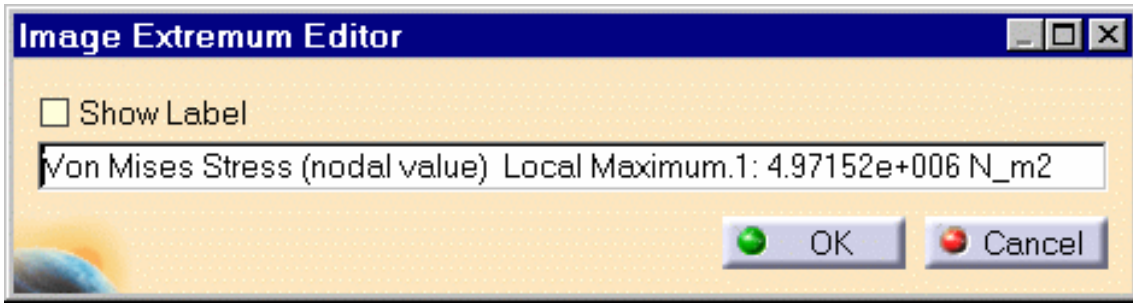 Image Extremum Editor
Show Label
Von Mises Stress (nodal value)  Local Maximum.1: 4.97152e+006 N_m2
OK Cancel